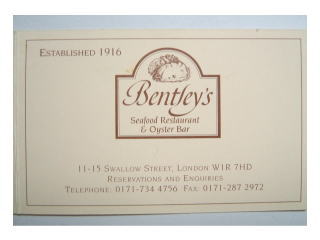 ESTABLISHED 1916
Bentley's
Seafood Restaurant
& Oyster Bar
11-15 SWALLOW STREET, LONDON W1R 7HD
RESERVATIONS AND ENQUIRIES
TELEPHONE: 0171-734 4756 FAX: 0171-287 2972